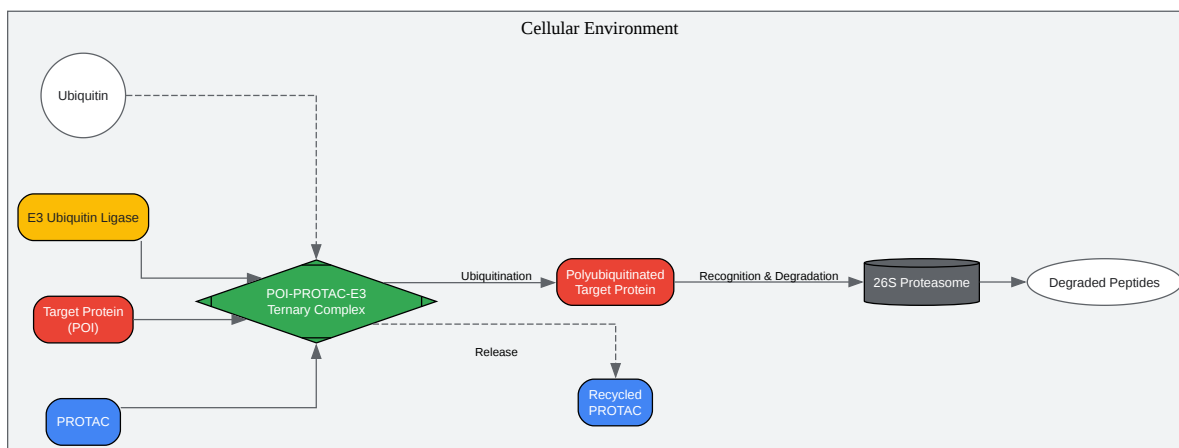 Cellular Environment
Ubiquitin
E3 Ubiquitin Ligase
Target Protein
(POI)
PROTAC
POI-PROTAC-E3
Ternary Complex
Ubiquitination
Release
Polyubiquitinated
Target Protein
Recycled
PROTAC
Recognition & Degradation
26S Proteasome
Degraded Peptides